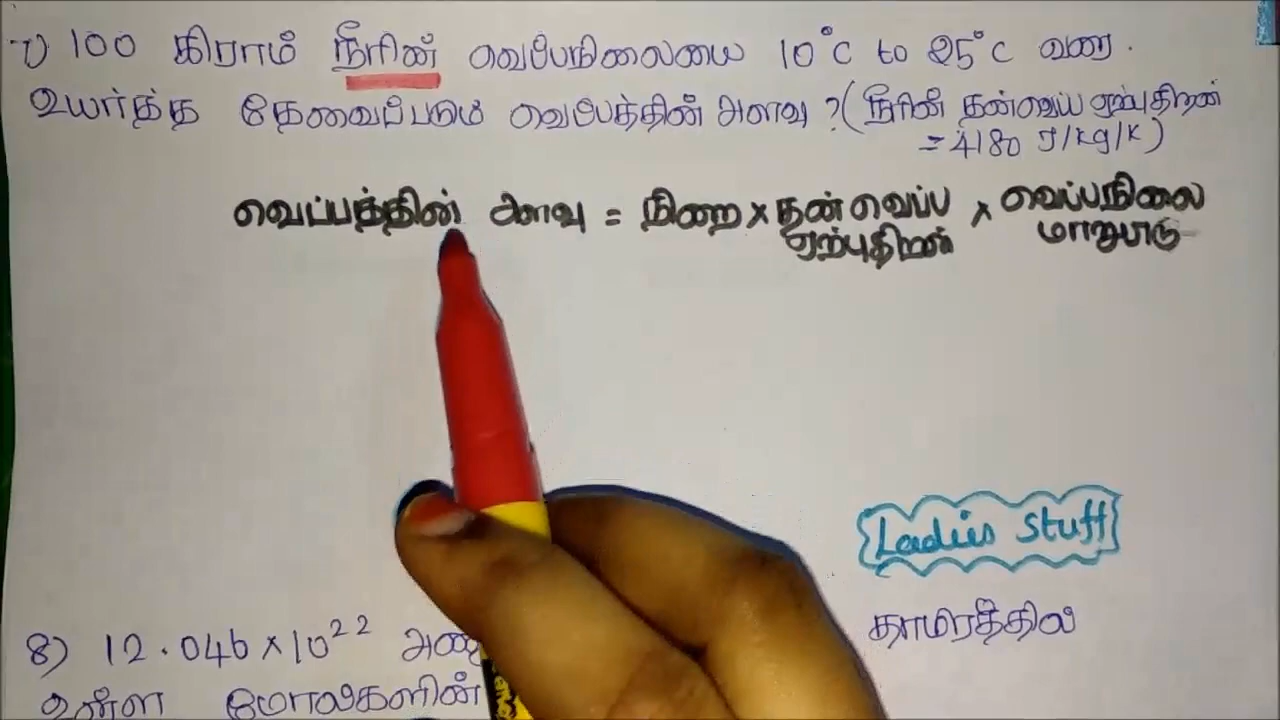 7) 100 கிராம் நீரின் வெப்பநிலையை 10°C to 25°C வரை.
உயர்த்த தேவைப்படும் வெப்பத்தின் அளவு ? ( நீரின் தன்வெப்ப ஏற்புதிறன்
= 4180 J/kg/K )
வெப்பத்தின் அளவு = நிறை × தன் வெப்ப × வெப்பநிலை
ஏற்புதிறன் மாறுபாடு
Ladies Stuff
8) 12.046 × 10²² தாமிரத்தில்
உள்ள மோல்களின்